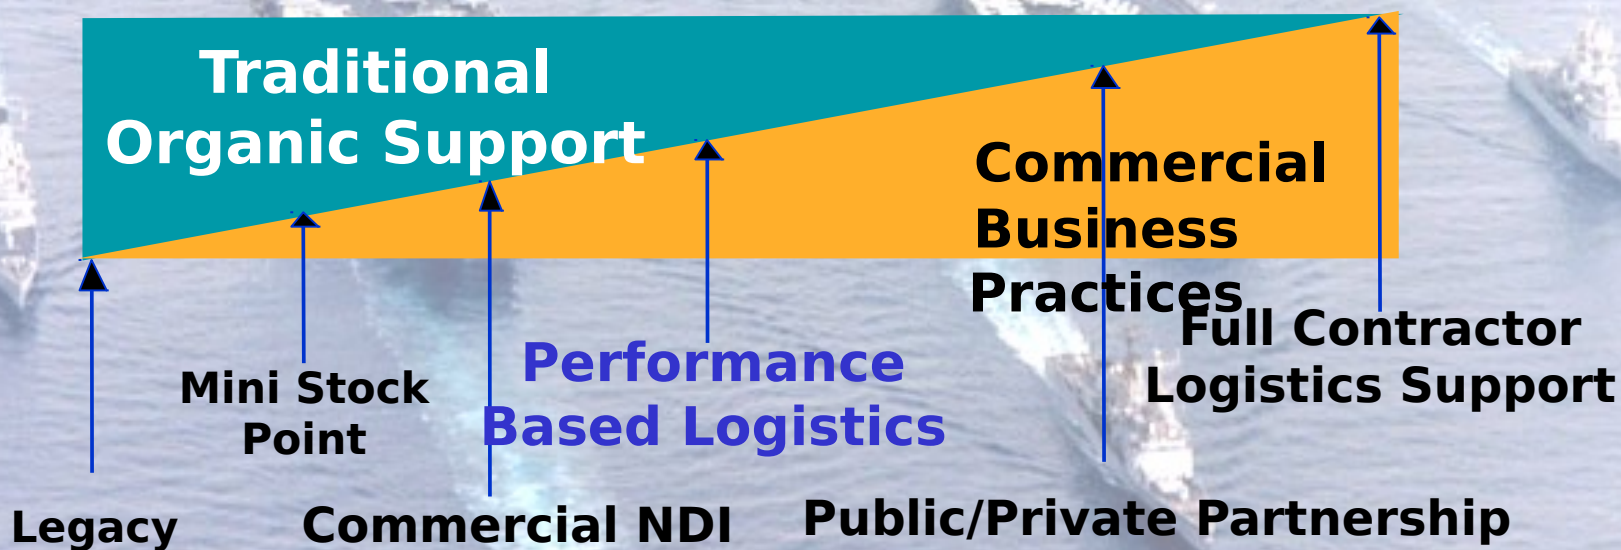 Traditional
Organic Support
Commercial
Business
Practices
Full Contractor
Logistics Support
Performance
Based Logistics
Mini Stock
Point
Legacy
Commercial NDI
Public/Private Partnership